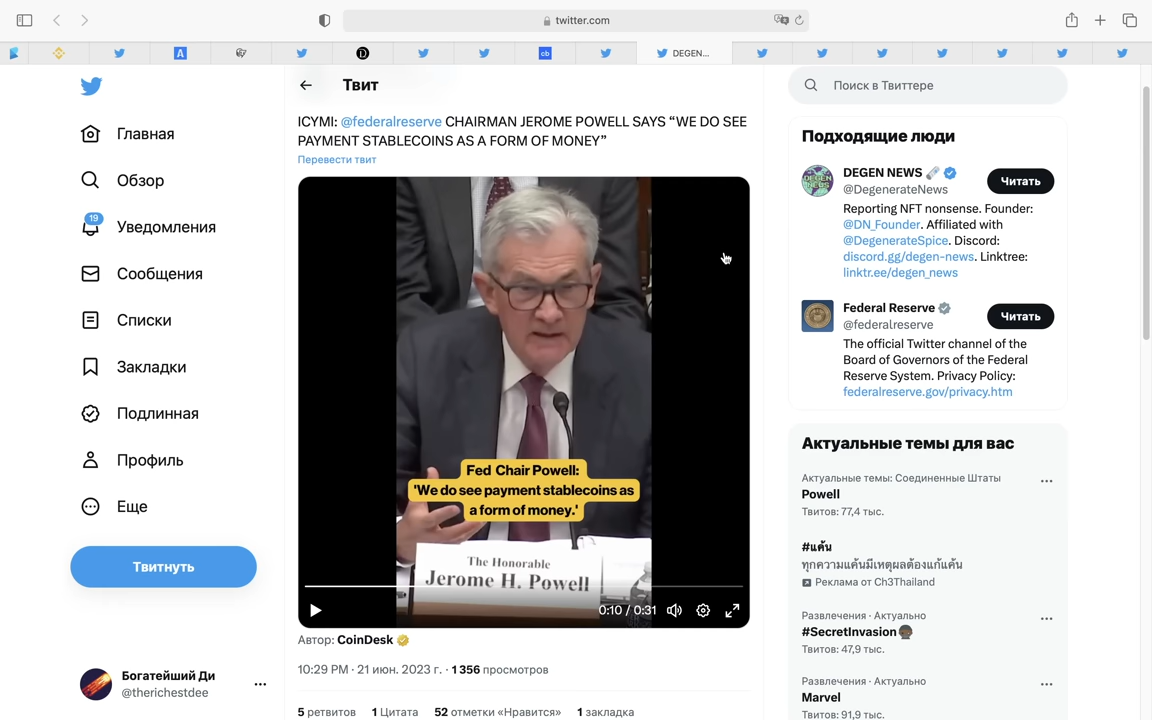 twitter.com
DEGEN...
Твит
Поиск в Твиттере
Главная
Обзор
19
Уведомления
Сообщения
Списки
Закладки
Подлинная
Профиль
Еще
Твитнуть
Богатейший Ди
@therichestdee
ICYMI: @federalreserve CHAIRMAN JEROME POWELL SAYS “WE DO SEE
PAYMENT STABLECOINS AS A FORM OF MONEY”
Перевести твит
Fed Chair Powell:
'We do see payment stablecoins as
a form of money.'
The Honorable
Jerome H. Powell
0:10 / 0:31
Автор: CoinDesk
10:29 PM · 21 июн. 2023 г. · 1 356 просмотров
5 ретвитов 1 Цитата 52 отметки «Нравится» 1 закладка
Подходящие люди
DEGEN NEWS
@DegenerateNews
Читать
Reporting NFT nonsense. Founder:
@DN_Founder. Affiliated with
@DegenerateSpice. Discord:
discord.gg/degen-news. Linktree:
linktr.ee/degen_news
Federal Reserve
@federalreserve
Читать
The official Twitter channel of the
Board of Governors of the Federal
Reserve System. Privacy Policy:
federalreserve.gov/privacy.htm
Актуальные темы для вас
Актуальные темы: Соединенные Штаты
Powell
Твитов: 77,4 тыс.
#แค้น
ทุกความแค้นมีเหตุผลต้องแก้แค้น
Реклама от Ch3Thailand
Развлечения · Актуально
#SecretInvasion
Твитов: 47,9 тыс.
Развлечения · Актуально
Marvel
Твитов: 91,9 тыс.